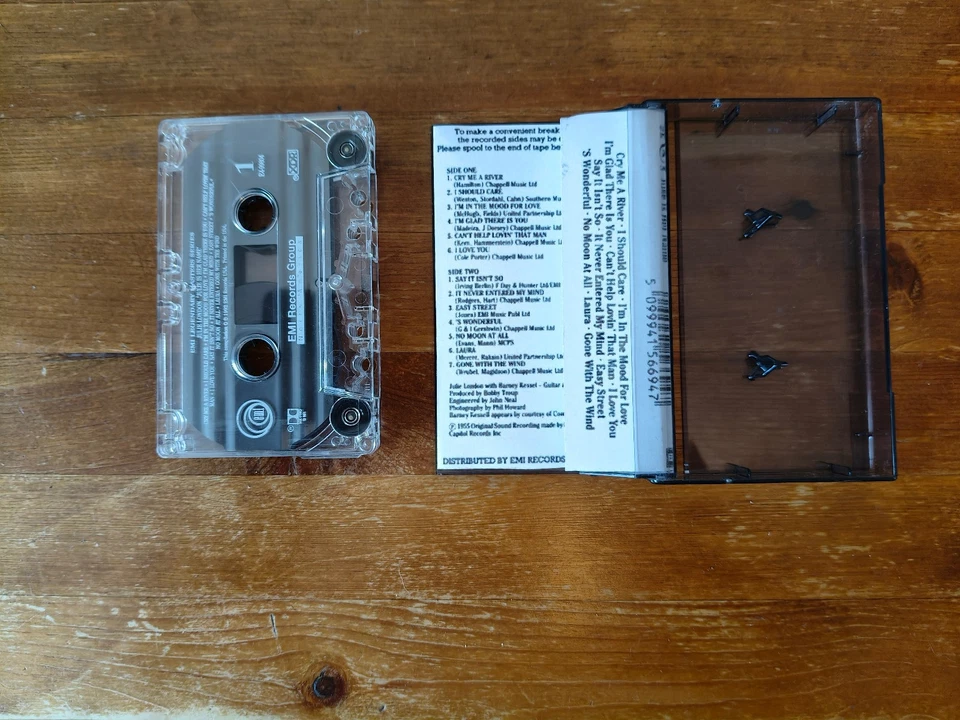 1
XDR
EMI Records Group
EMI LEGENDARY MASTERS SERIES
EMI
To make a convenient break
the recorded sides may be
Please spool to the end of tape be
SIDE ONE
1. CRY ME A RIVER
(Hamilton) Chappell Music Ltd
2. I SHOULD CARE
(Weston, Stordahl, Cahn) Southern Mu
3. I'M IN THE MOOD FOR LOVE
(McHugh, Fields) United Partnership Lt
4. I'M GLAD THERE IS YOU
(Madeira, J Dorsey) Chappell Music Ltd
5. CAN'T HELP LOVIN' THAT MAN
(Kern, Hammerstein) Chappell Music L
6. I LOVE YOU
(Cole Porter) Chappell Music Ltd
SIDE TWO
1. SAY IT ISN'T SO
(Irving Berlin) F Day & Hunter Ltd/EMI
2. IT NEVER ENTERED MY MIND
(Rodgers, Hart) Chappell Music Ltd
3. EASY STREET
(Jones) EMI Music Publ Ltd
4. 'S WONDERFUL
(G & I Gershwin) Chappell Music Ltd
5. NO MOON AT ALL
(Evans, Mann) MCPS
6. LAURA
(Mercer, Raksin) United Partnership Lt
7. GONE WITH THE WIND
(Wrubel, Magidson) Chappell Music Ltd
Julie London with Barney Kessel - Guitar
Produced by Bobby Troup
Engineered by John Neal
Photography by Phil Howard
Barney Kessel appears by courtesy of Con
℗ 1955 Original Sound Recording made by
Capitol Records Inc
DISTRIBUTED BY EMI RECORDS
Cry Me A River · I Should Care · I'm In The Mood For Love
I'm Glad There Is You · Can't Help Lovin' That Man · I Love You
Say It Isn't So · It Never Entered My Mind · Easy Street
'S Wonderful · No Moon At All · Laura · Gone With The Wind
5 099941 566947